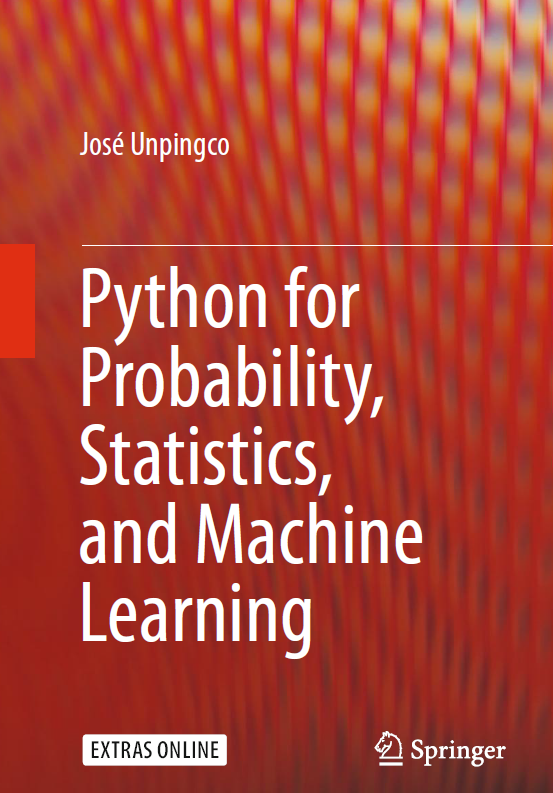 José Unpingco
Python for
Probability,
Statistics,
and Machine
Learning
EXTRAS ONLINE
Springer